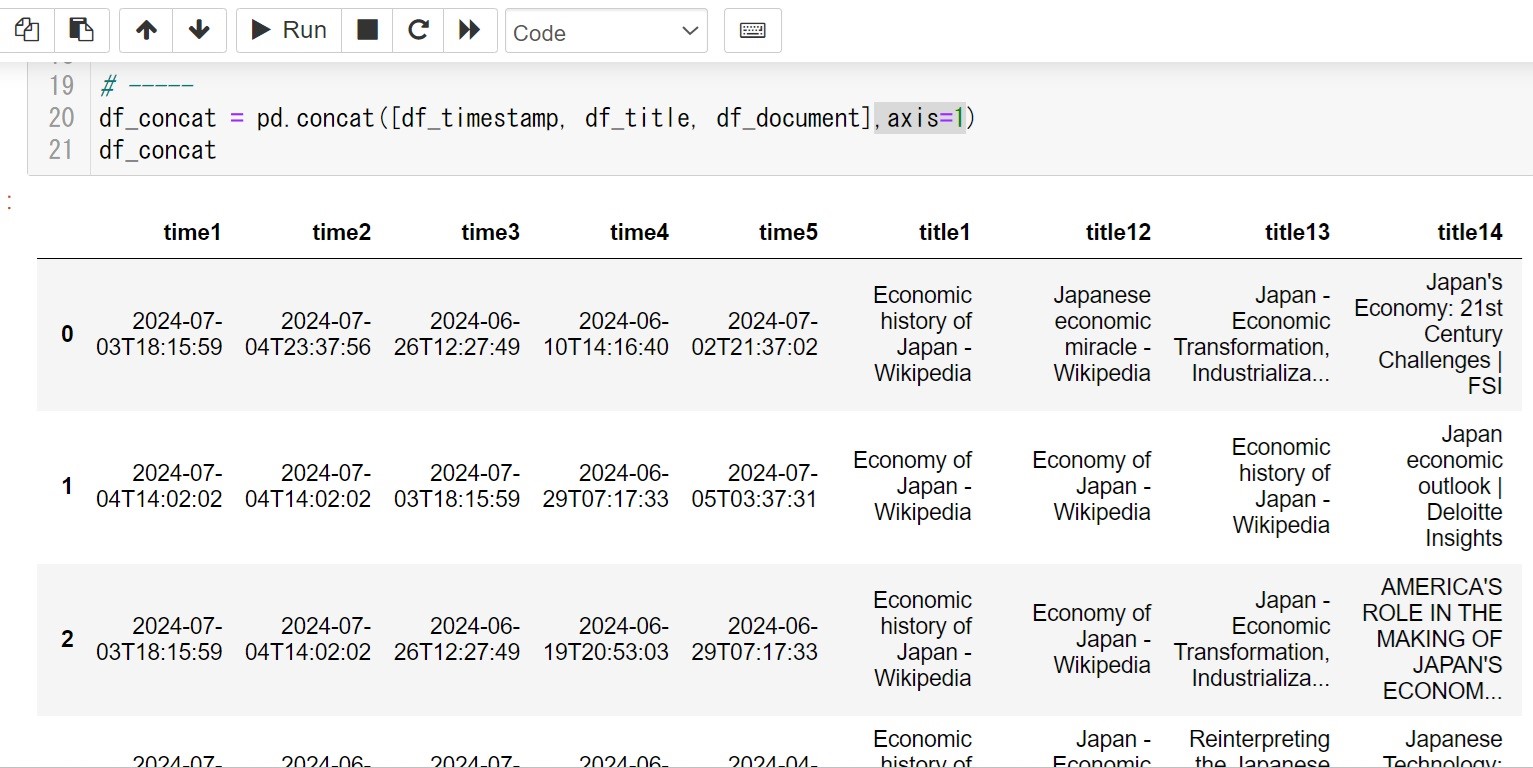 Run Code
19 # -----
20 df_concat = pd.concat([df_timestamp, df_title, df_document],axis=1)
21 df_concat
:
time1 time2 time3 time4 time5 title1 title12 title13 title14
0
2024-07-
03T18:15:59
2024-07-
04T23:37:56
2024-06-
26T12:27:49
2024-06-
10T14:16:40
2024-07-
02T21:37:02
Economic
history of
Japan -
Wikipedia
Japanese
economic
miracle -
Wikipedia
Japan -
Economic
Transformation,
Industrializa...
Japan's
Economy: 21st
Century
Challenges |
FSI
1
2024-07-
04T14:02:02
2024-07-
04T14:02:02
2024-07-
03T18:15:59
2024-06-
29T07:17:33
2024-07-
05T03:37:31
Economy of
Japan -
Wikipedia
Economy of
Japan -
Wikipedia
Economic
history of
Japan -
Wikipedia
Japan
economic
outlook |
Deloitte
Insights
2
2024-07-
03T18:15:59
2024-07-
04T14:02:02
2024-06-
26T12:27:49
2024-06-
19T20:53:03
2024-06-
29T07:17:33
Economic
history of
Japan -
Wikipedia
Economy of
Japan -
Wikipedia
Japan -
Economic
Transformation,
Industrializa...
AMERICA'S
ROLE IN THE
MAKING OF
JAPAN'S
ECONOM...
2024-07-
2024-06-
2024-07-
2024-06-
2024-04-
Economic
history of
Japan -
Economic
Reinterpreting
the Japanese
Japanese
Technology: